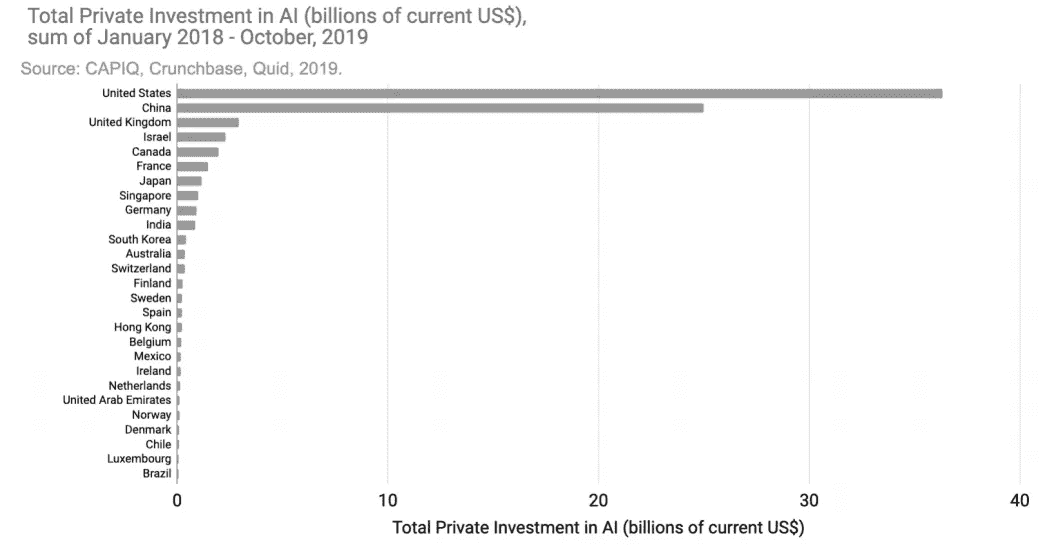 Total Private Investment in AI (billions of current US$),
sum of January 2018 - October, 2019
Source: CAPIQ, Crunchbase, Quid, 2019.
United States
China
United Kingdom
Israel
Canada
France
Japan
Singapore
Germany
India
South Korea
Australia
Switzerland
Finland
Sweden
Spain
Hong Kong
Belgium
Mexico
Ireland
Netherlands
United Arab Emirates
Norway
Denmark
Chile
Luxembourg
Brazil
0 10 20 30 40
Total Private Investment in AI (billions of current US$)